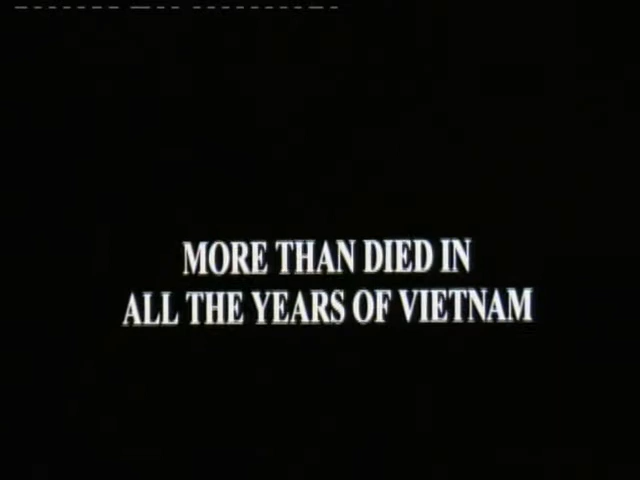 MORE THAN DIED IN
ALL THE YEARS OF VIETNAM